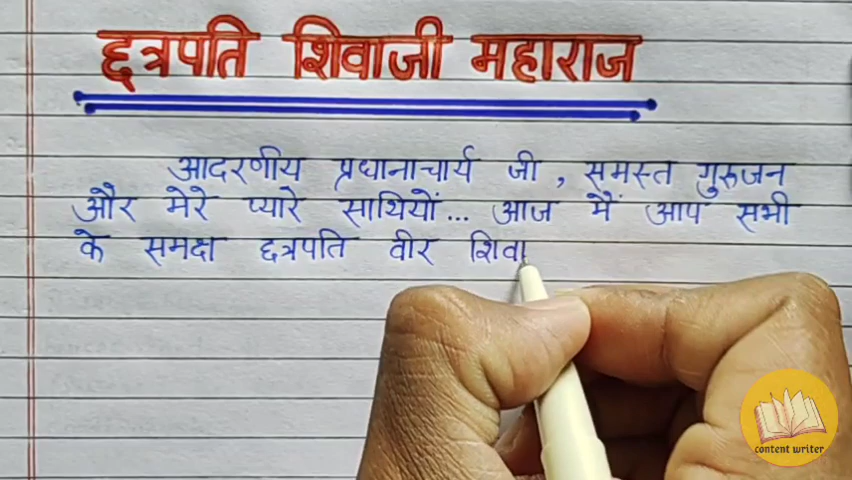 छत्रपति शिवाजी महाराज
आदरणीय प्रधानाचार्य जी, समस्त गुरुजन
और मेरे प्यारे साथियों... आज मैं आप सभी
के समक्ष छत्रपति वीर शिवा
content writer